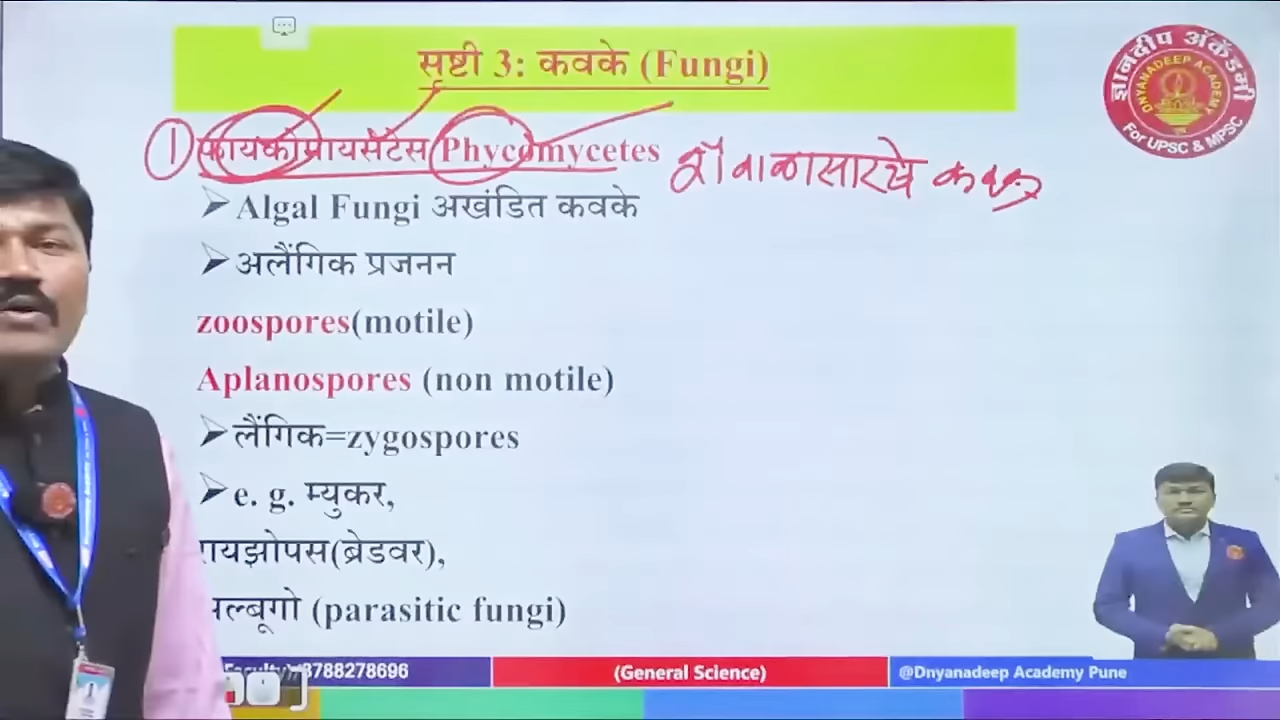 सृष्टी 3: कवके (Fungi)
ज्ञानदीप अॅकॅडमी
DNYANADEEP ACADEMY
For UPSC & MPSC
1 फायकोमायसेंटेस Phycomycetes
शैवाळासारखे कवक
Algal Fungi अखंडित कवके
अलैंगिक प्रजनन
zoospores(motile)
Aplanospores (non motile)
लैंगिक=zygospores
e. g. म्युकर,
रायझोपस(ब्रेडवर),
(parasitic fungi)
8788278696
(General Science)
@Dnyanadeep Academy Pune